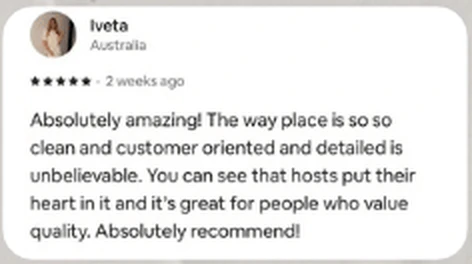 Iveta
Australia
★★★★★ · 2 weeks ago
Absolutely amazing! The way place is so so
clean and customer oriented and detailed is
unbelievable. You can see that hosts put their
heart in it and it's great for people who value
quality. Absolutely recommend!